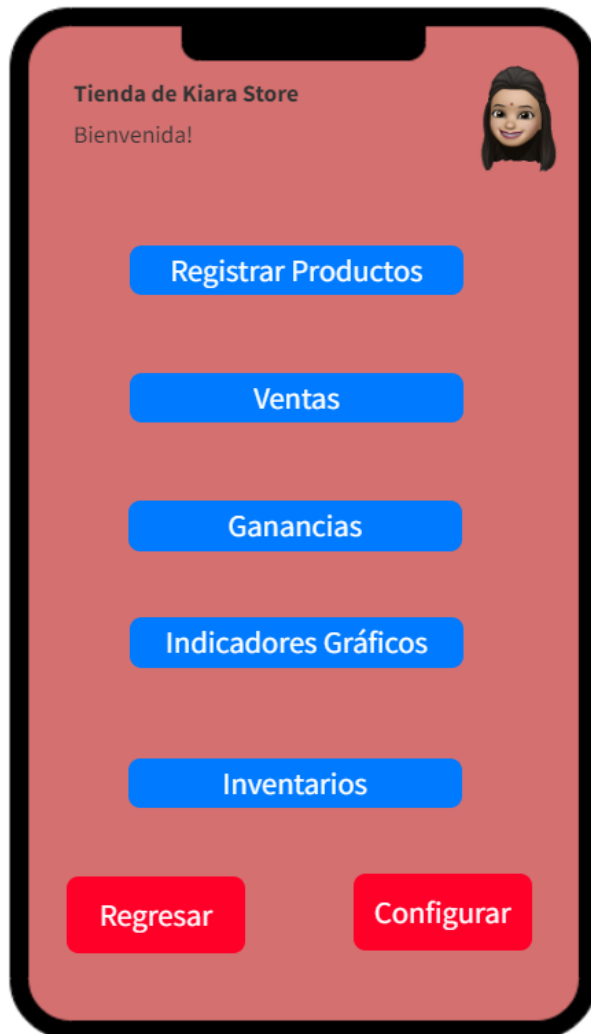 Tienda de Kiara Store
Bienvenida!
Registrar Productos
Ventas
Ganancias
Indicadores Gráficos
Inventarios
Regresar
Configurar